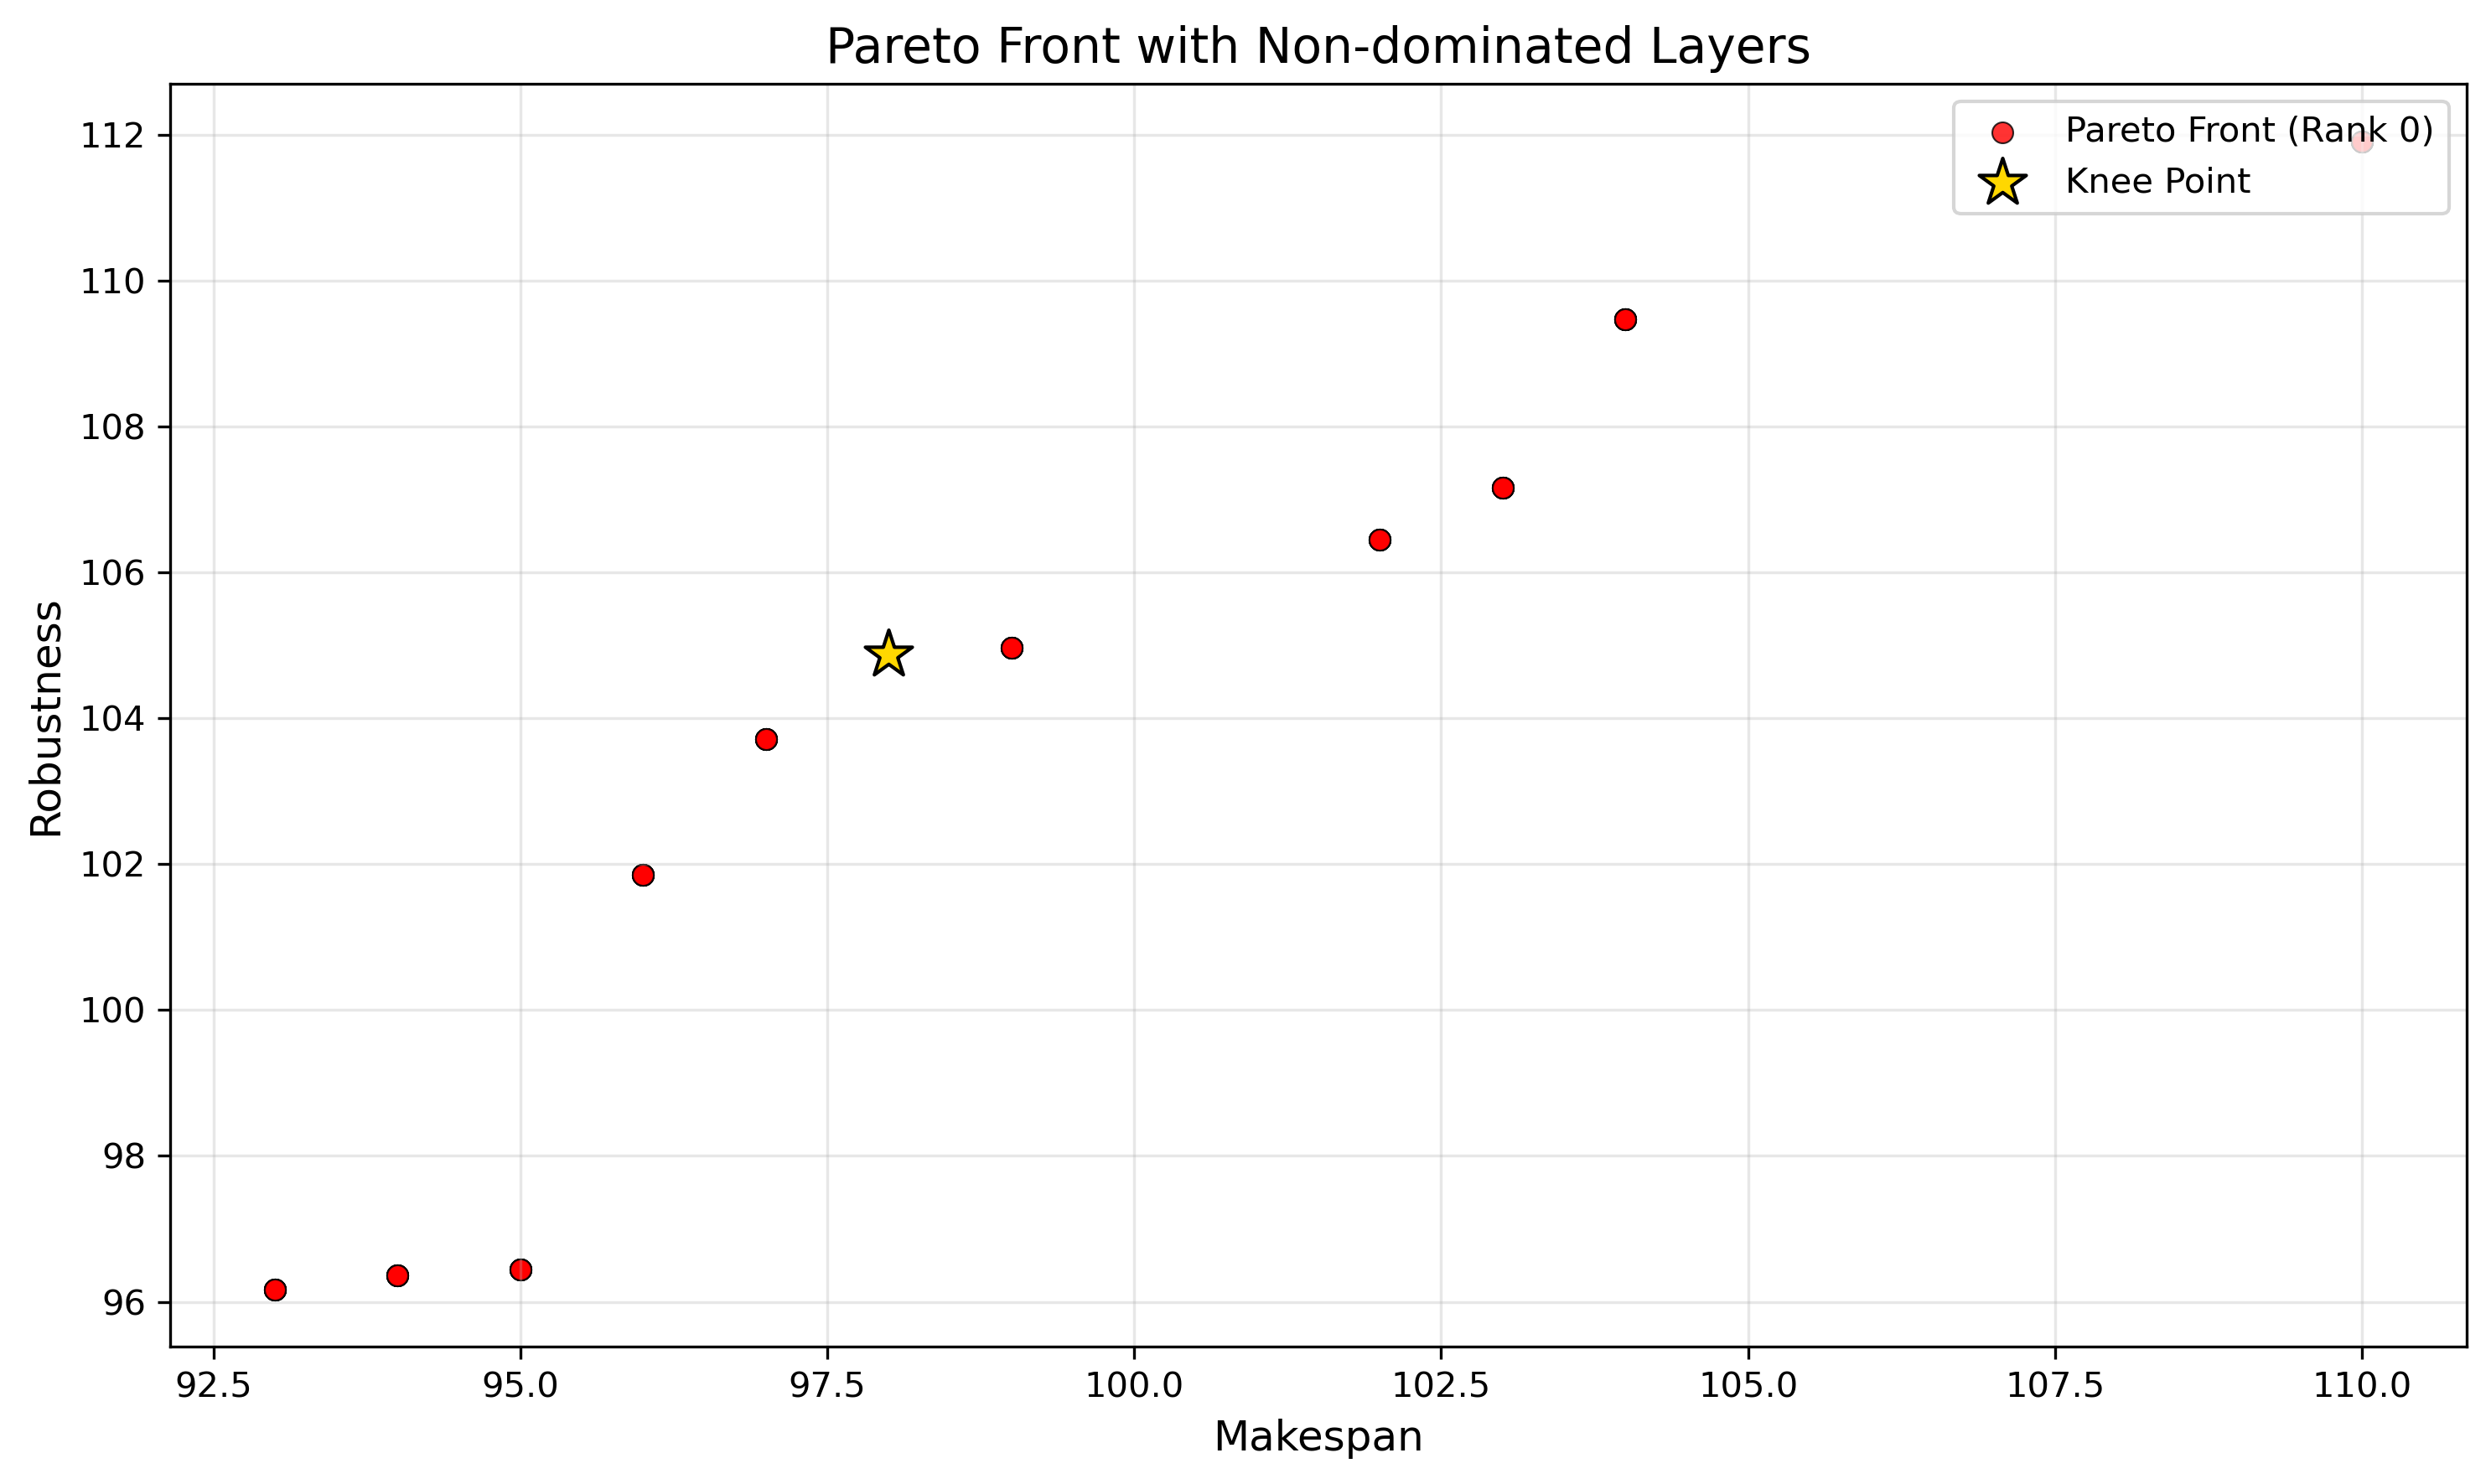 Pareto Front with Non-dominated Layers
Pareto Front (Rank 0)
Knee Point
Robustness
112
110
108
106
104
102
100
98
96
92.5 95.0 97.5 100.0 102.5 105.0 107.5 110.0
Makespan